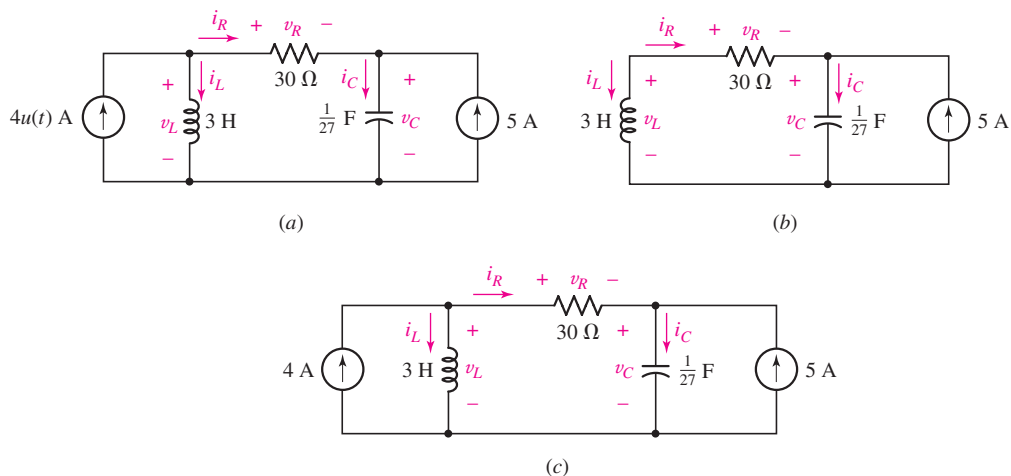 i_R + v_R −
30 Ω
4u(t) A
+ i_L
v_L 3 H
−
i_C +
1/27 F v_C
−
5 A
(a)
i_R + v_R −
30 Ω
i_L +
3 H v_L
−
+ i_C
v_C 1/27 F
−
5 A
(b)
i_R + v_R −
30 Ω
4 A
i_L +
3 H v_L
−
+ i_C
v_C 1/27 F
−
5 A
(c)